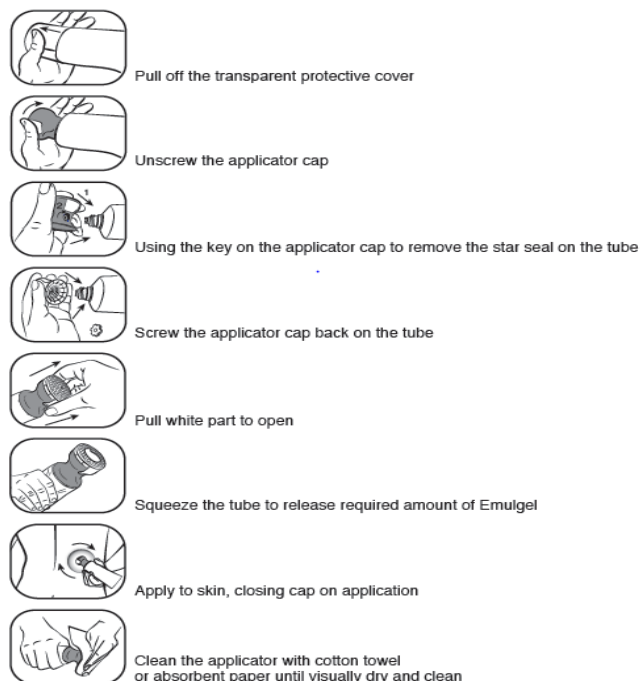 Pull off the transparent protective cover
Unscrew the applicator cap
1
2
Using the key on the applicator cap to remove the star seal on the tube
Screw the applicator cap back on the tube
Pull white part to open
Squeeze the tube to release required amount of Emulgel
Apply to skin, closing cap on application
Clean the applicator with cotton towel
or absorbent paper until visually dry and clean